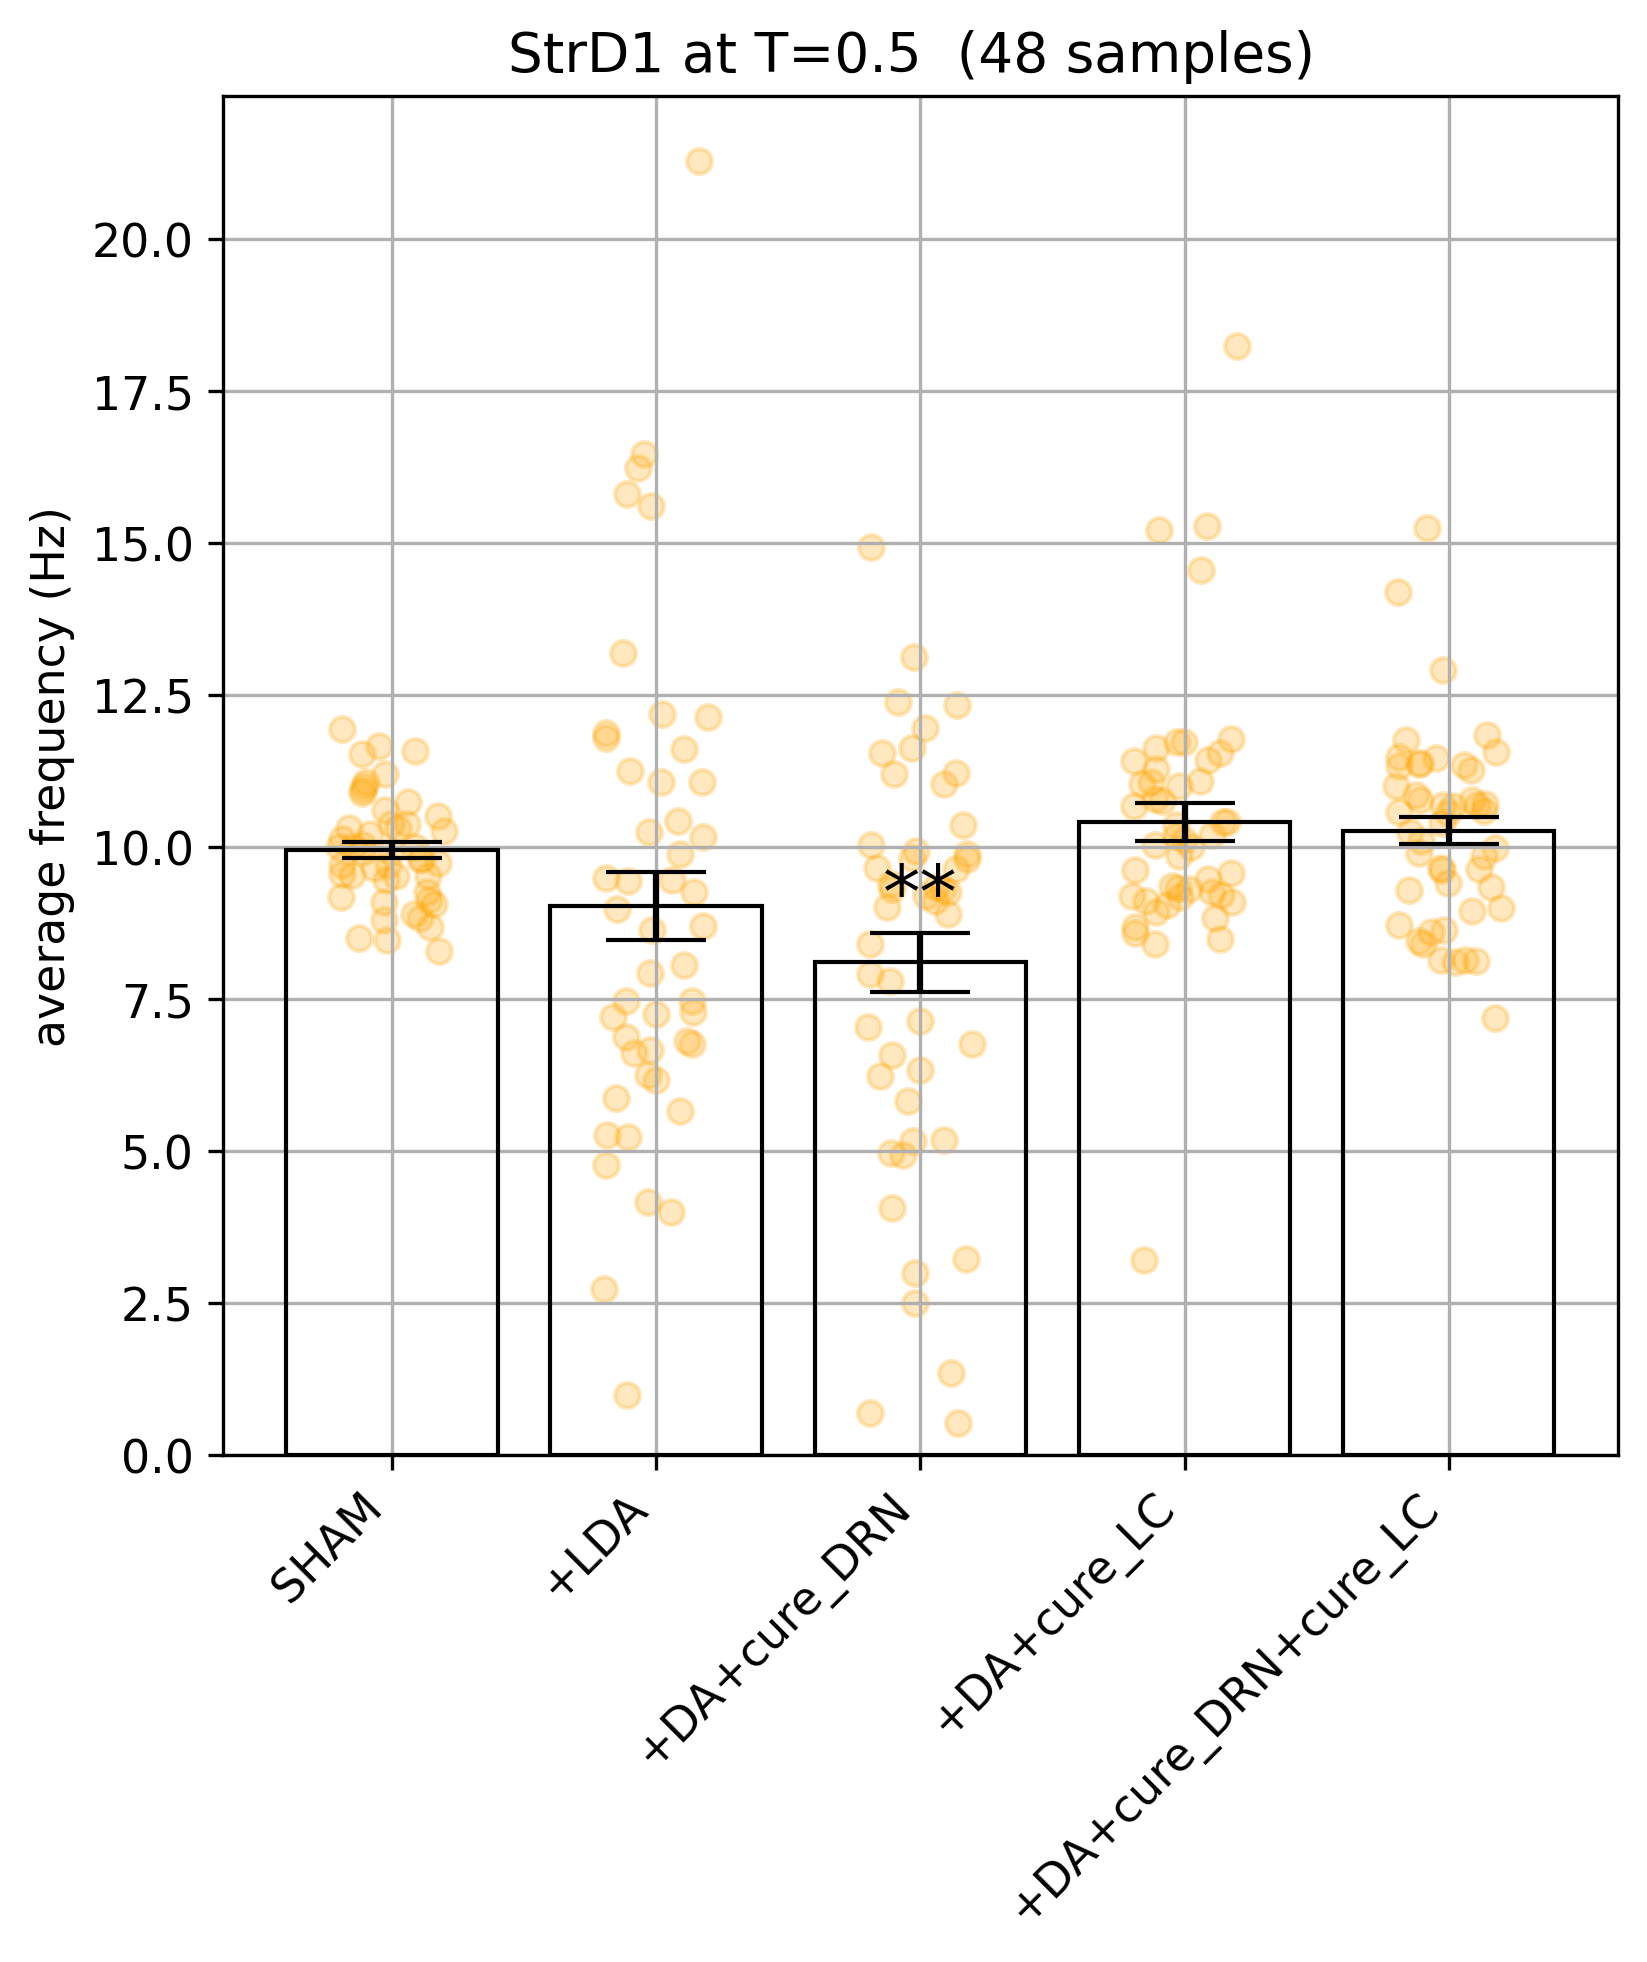 StrD1 at T=0.5  (48 samples)
average frequency (Hz)
20.0
17.5
15.0
12.5
10.0
7.5
5.0
2.5
0.0
**
SHAM
+LDA
+DA+cure_DRN
+DA+cure_LC
+DA+cure_DRN+cure_LC